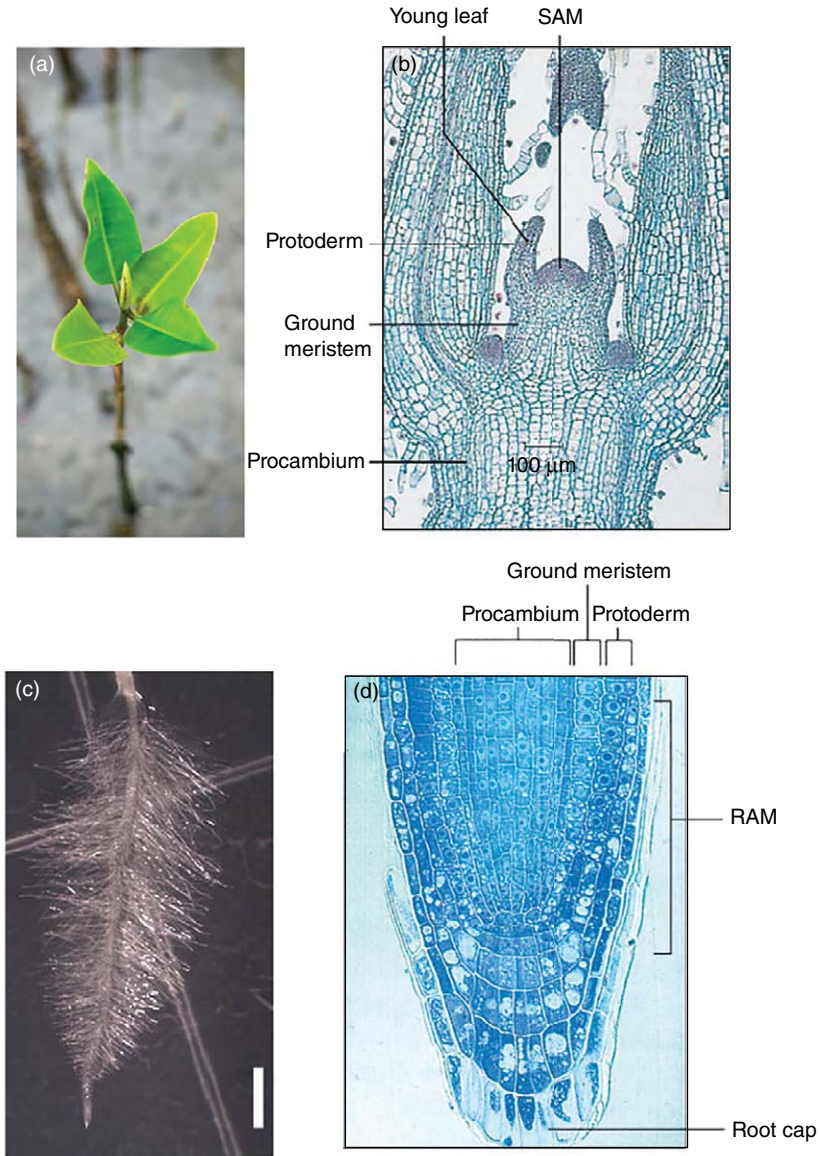 Young leaf SAM
(a)
(b)
Protoderm
Ground
meristem
Procambium
100 μm
Ground meristem
Procambium Protoderm
(c)
(d)
RAM
Root cap